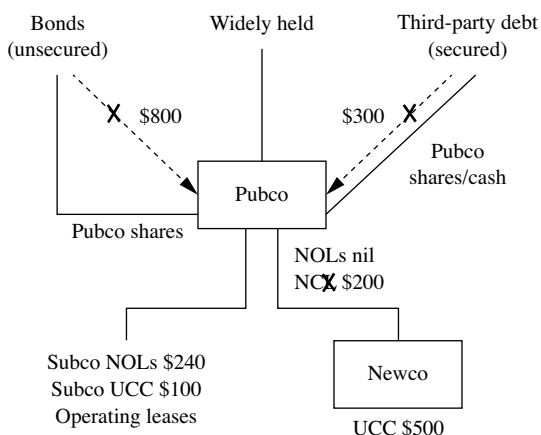 Bonds
(unsecured)
Widely held
Third-party debt
(secured)
$800
$300
Pubco
shares/cash
Pubco
Pubco shares
NOLs nil
NCL $200
Subco NOLs $240
Subco UCC $100
Operating leases
Newco
UCC $500